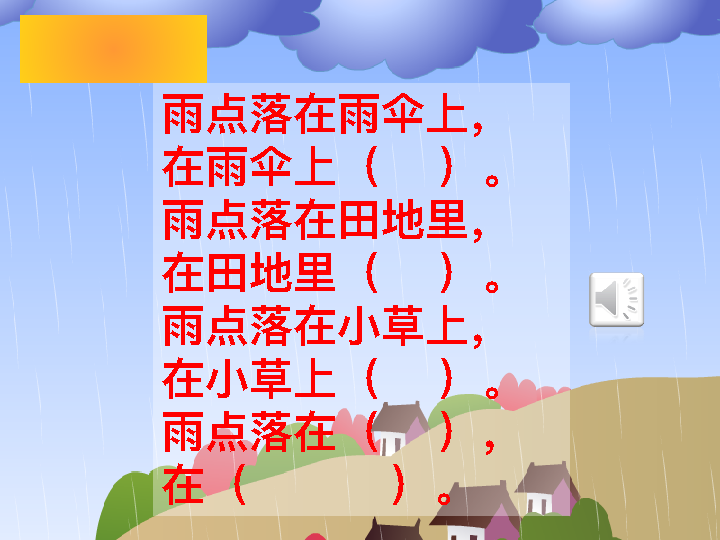 雨点落在雨伞上，
在雨伞上（　）。
雨点落在田地里，
在田地里（　）。
雨点落在小草上，
在小草上（　）。
雨点落在（　），
在（　　　）。